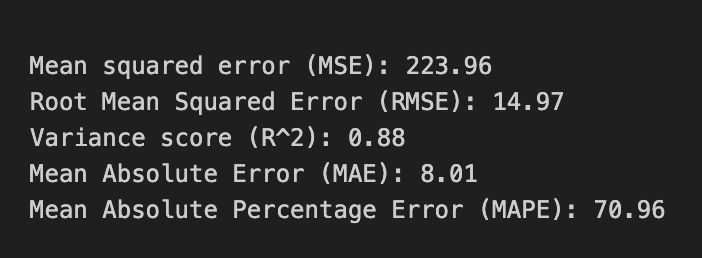 Mean squared error (MSE): 223.96
Root Mean Squared Error (RMSE): 14.97
Variance score (R^2): 0.88
Mean Absolute Error (MAE): 8.01
Mean Absolute Percentage Error (MAPE): 70.96